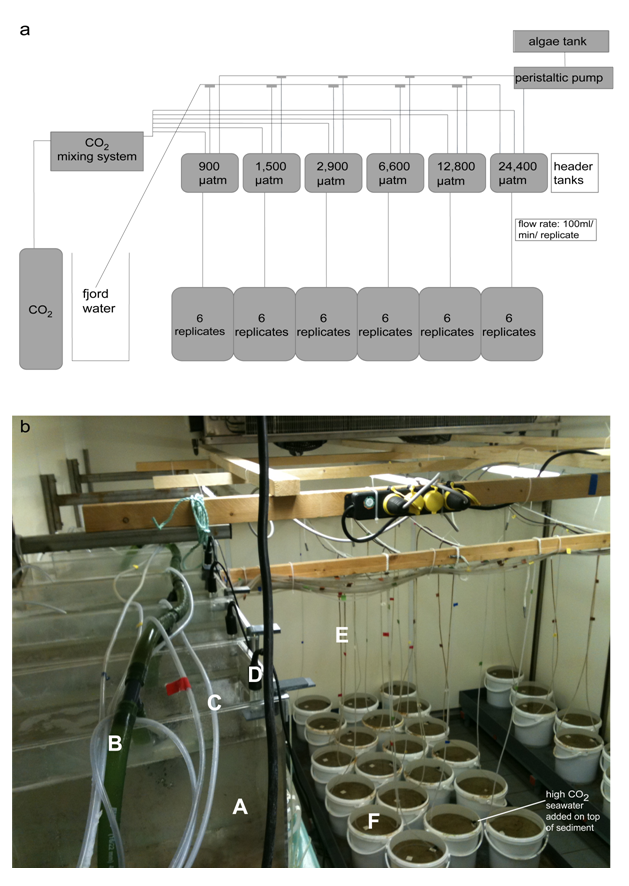 a
algae tank
peristaltic pump
CO2
mixing system
900
µatm
1,500
µatm
2,900
µatm
6,600
µatm
12,800
µatm
24,400
µatm
header
tanks
flow rate: 100ml/
min/ replicate
CO2
fjord
water
6
replicates
6
replicates
6
replicates
6
replicates
6
replicates
6
replicates
b
A
B
C
D
E
F
high CO2
seawater
added on top
of sediment